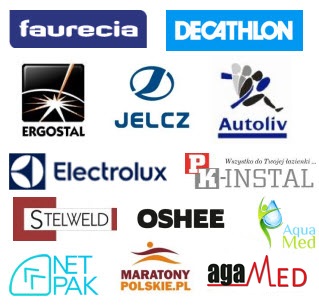 faurecia
DECATHLON
ERGOSTAL
JELCZ
Autoliv
Electrolux
Wszystko do Twojej łazienki ...
PK-INSTAL
STELWELD
OSHEE
Aqua
Med
NET
PAK
MARATONY
POLSKIE.PL
agaMED